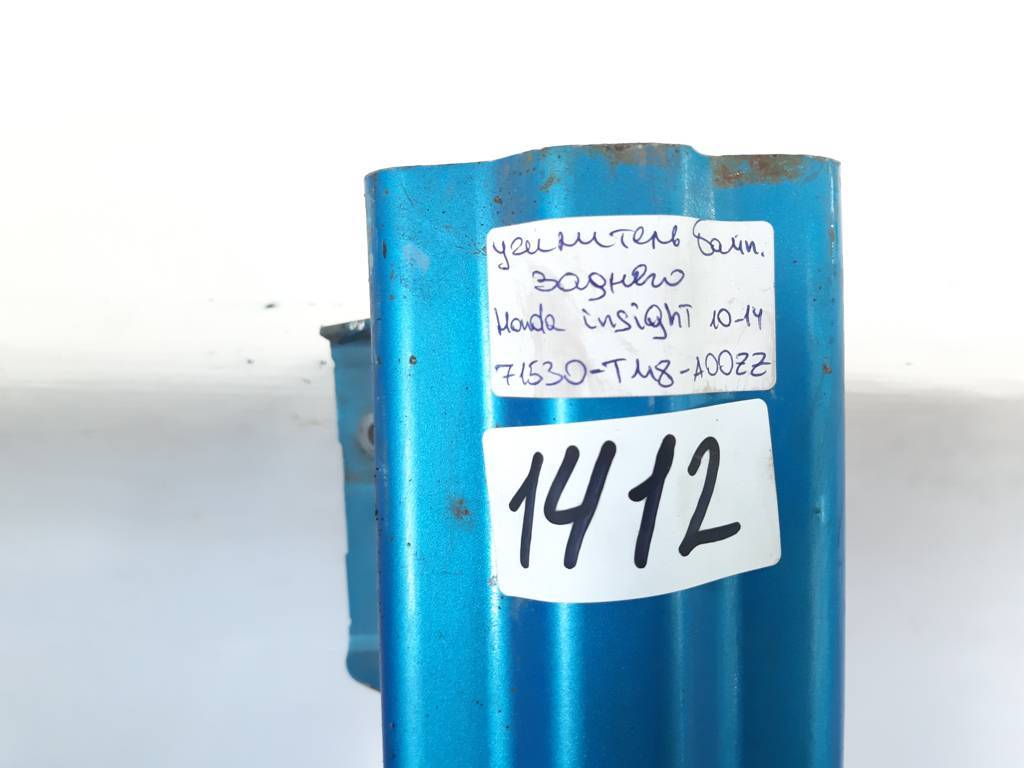 усилитель бамп.
заднего
Honda insighT 10-14
71530-TM8-A00ZZ
1412